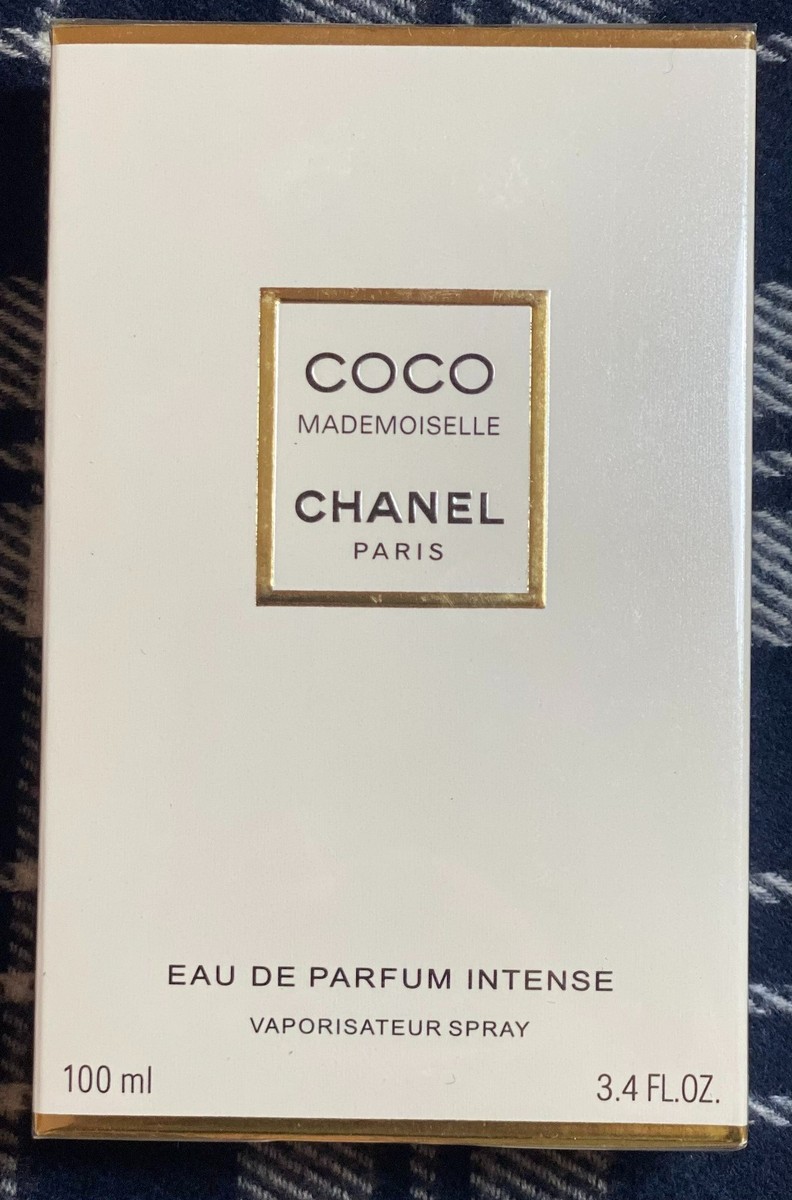 COCO
MADEMOISELLE
CHANEL
PARIS
EAU DE PARFUM INTENSE
VAPORISATEUR SPRAY
100 ml
3.4 FL.OZ.